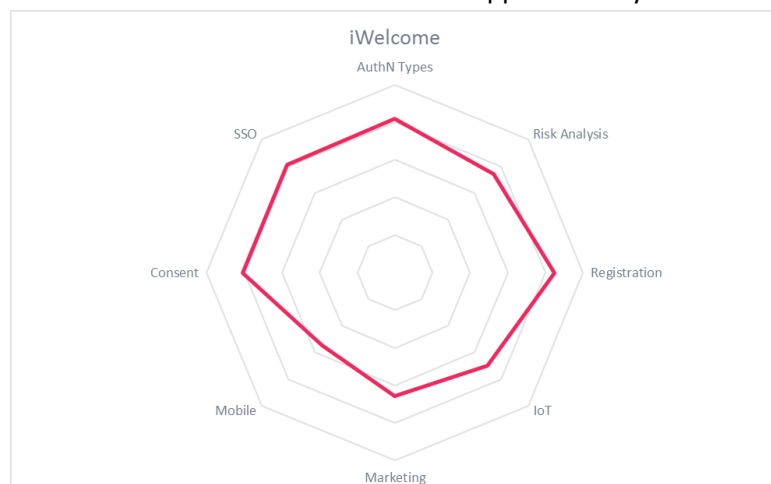 iWelcome
AuthN Types
SSO
Risk Analysis
Consent
Registration
Mobile
IoT
Marketing